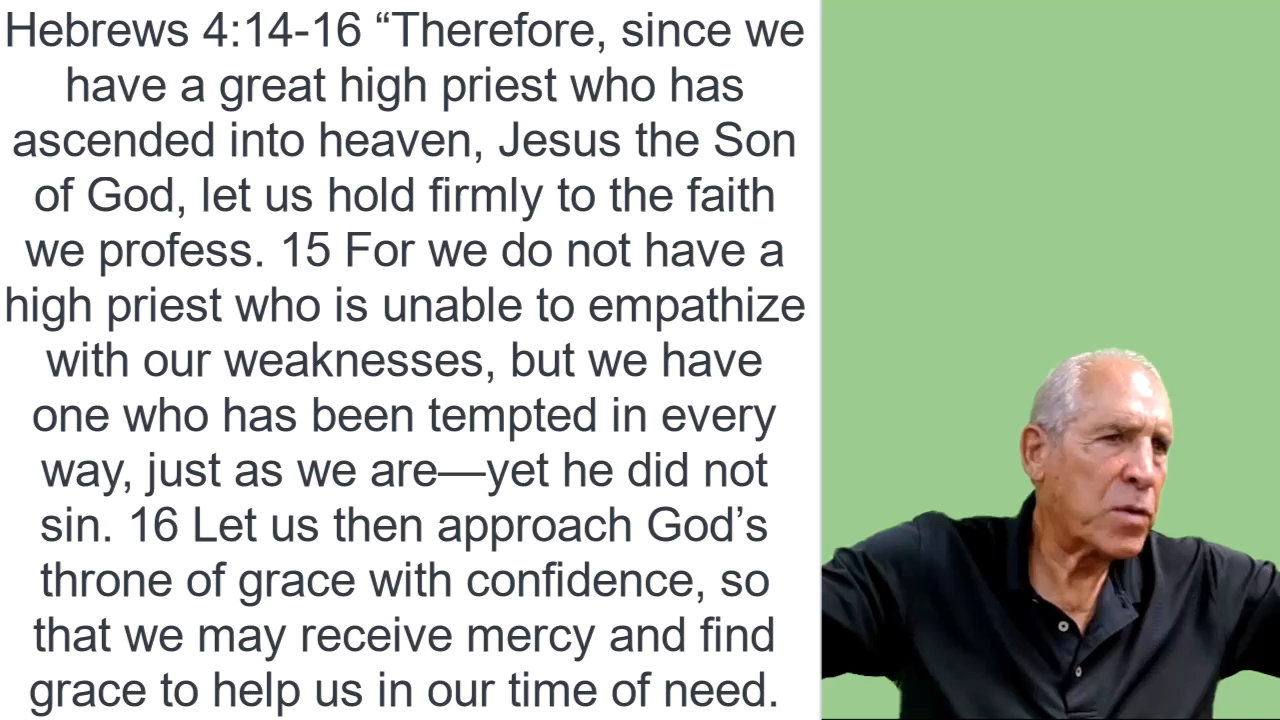 Hebrews 4:14-16 “Therefore, since we
have a great high priest who has
ascended into heaven, Jesus the Son
of God, let us hold firmly to the faith
we profess. 15 For we do not have a
high priest who is unable to empathize
with our weaknesses, but we have
one who has been tempted in every
way, just as we are—yet he did not
sin. 16 Let us then approach God’s
throne of grace with confidence, so
that we may receive mercy and find
grace to help us in our time of need.